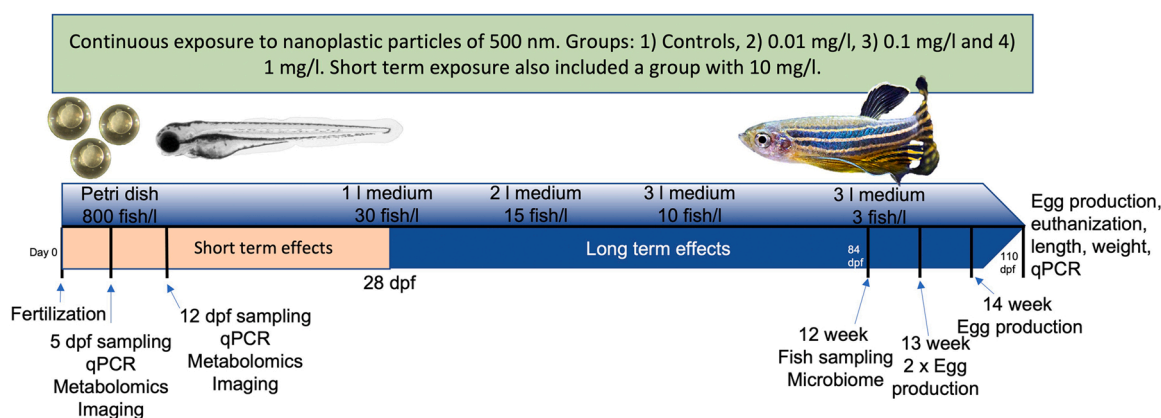 Continuous exposure to nanoplastic particles of 500 nm. Groups: 1) Controls, 2) 0.01 mg/l, 3) 0.1 mg/l and 4)
1 mg/l. Short term exposure also included a group with 10 mg/l.
Petri dish
800 fish/l
1 l medium
30 fish/l
2 l medium
15 fish/l
3 l medium
10 fish/l
3 l medium
3 fish/l
Egg production,
euthanization,
length, weight,
qPCR
Day 0
Short term effects
Long term effects
84
dpf
110
dpf
28 dpf
Fertilization
5 dpf sampling
qPCR
Metabolomics
Imaging
12 dpf sampling
qPCR
Metabolomics
Imaging
12 week
Fish sampling
Microbiome
13 week
2 x Egg
production
14 week
Egg production